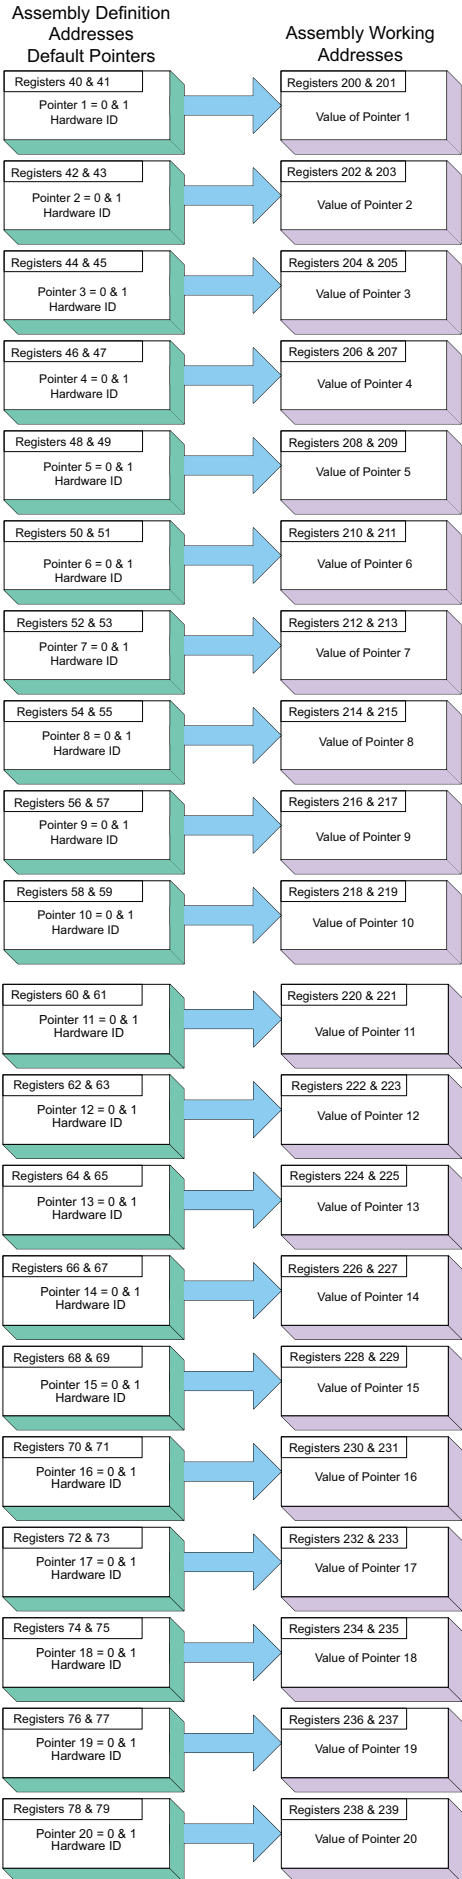 Assembly Definition
Addresses
Default Pointers
Assembly Working
Addresses
Registers 40 & 41
Pointer 1 = 0 & 1
Hardware ID
Registers 200 & 201
Value of Pointer 1
Registers 42 & 43
Pointer 2 = 0 & 1
Hardware ID
Registers 202 & 203
Value of Pointer 2
Registers 44 & 45
Pointer 3 = 0 & 1
Hardware ID
Registers 204 & 205
Value of Pointer 3
Registers 46 & 47
Pointer 4 = 0 & 1
Hardware ID
Registers 206 & 207
Value of Pointer 4
Registers 48 & 49
Pointer 5 = 0 & 1
Hardware ID
Registers 208 & 209
Value of Pointer 5
Registers 50 & 51
Pointer 6 = 0 & 1
Hardware ID
Registers 210 & 211
Value of Pointer 6
Registers 52 & 53
Pointer 7 = 0 & 1
Hardware ID
Registers 212 & 213
Value of Pointer 7
Registers 54 & 55
Pointer 8 = 0 & 1
Hardware ID
Registers 214 & 215
Value of Pointer 8
Registers 56 & 57
Pointer 9 = 0 & 1
Hardware ID
Registers 216 & 217
Value of Pointer 9
Registers 58 & 59
Pointer 10 = 0 & 1
Hardware ID
Registers 218 & 219
Value of Pointer 10
Registers 60 & 61
Pointer 11 = 0 & 1
Hardware ID
Registers 220 & 221
Value of Pointer 11
Registers 62 & 63
Pointer 12 = 0 & 1
Hardware ID
Registers 222 & 223
Value of Pointer 12
Registers 64 & 65
Pointer 13 = 0 & 1
Hardware ID
Registers 224 & 225
Value of Pointer 13
Registers 66 & 67
Pointer 14 = 0 & 1
Hardware ID
Registers 226 & 227
Value of Pointer 14
Registers 68 & 69
Pointer 15 = 0 & 1
Hardware ID
Registers 228 & 229
Value of Pointer 15
Registers 70 & 71
Pointer 16 = 0 & 1
Hardware ID
Registers 230 & 231
Value of Pointer 16
Registers 72 & 73
Pointer 17 = 0 & 1
Hardware ID
Registers 232 & 233
Value of Pointer 17
Registers 74 & 75
Pointer 18 = 0 & 1
Hardware ID
Registers 234 & 235
Value of Pointer 18
Registers 76 & 77
Pointer 19 = 0 & 1
Hardware ID
Registers 236 & 237
Value of Pointer 19
Registers 78 & 79
Pointer 20 = 0 & 1
Hardware ID
Registers 238 & 239
Value of Pointer 20